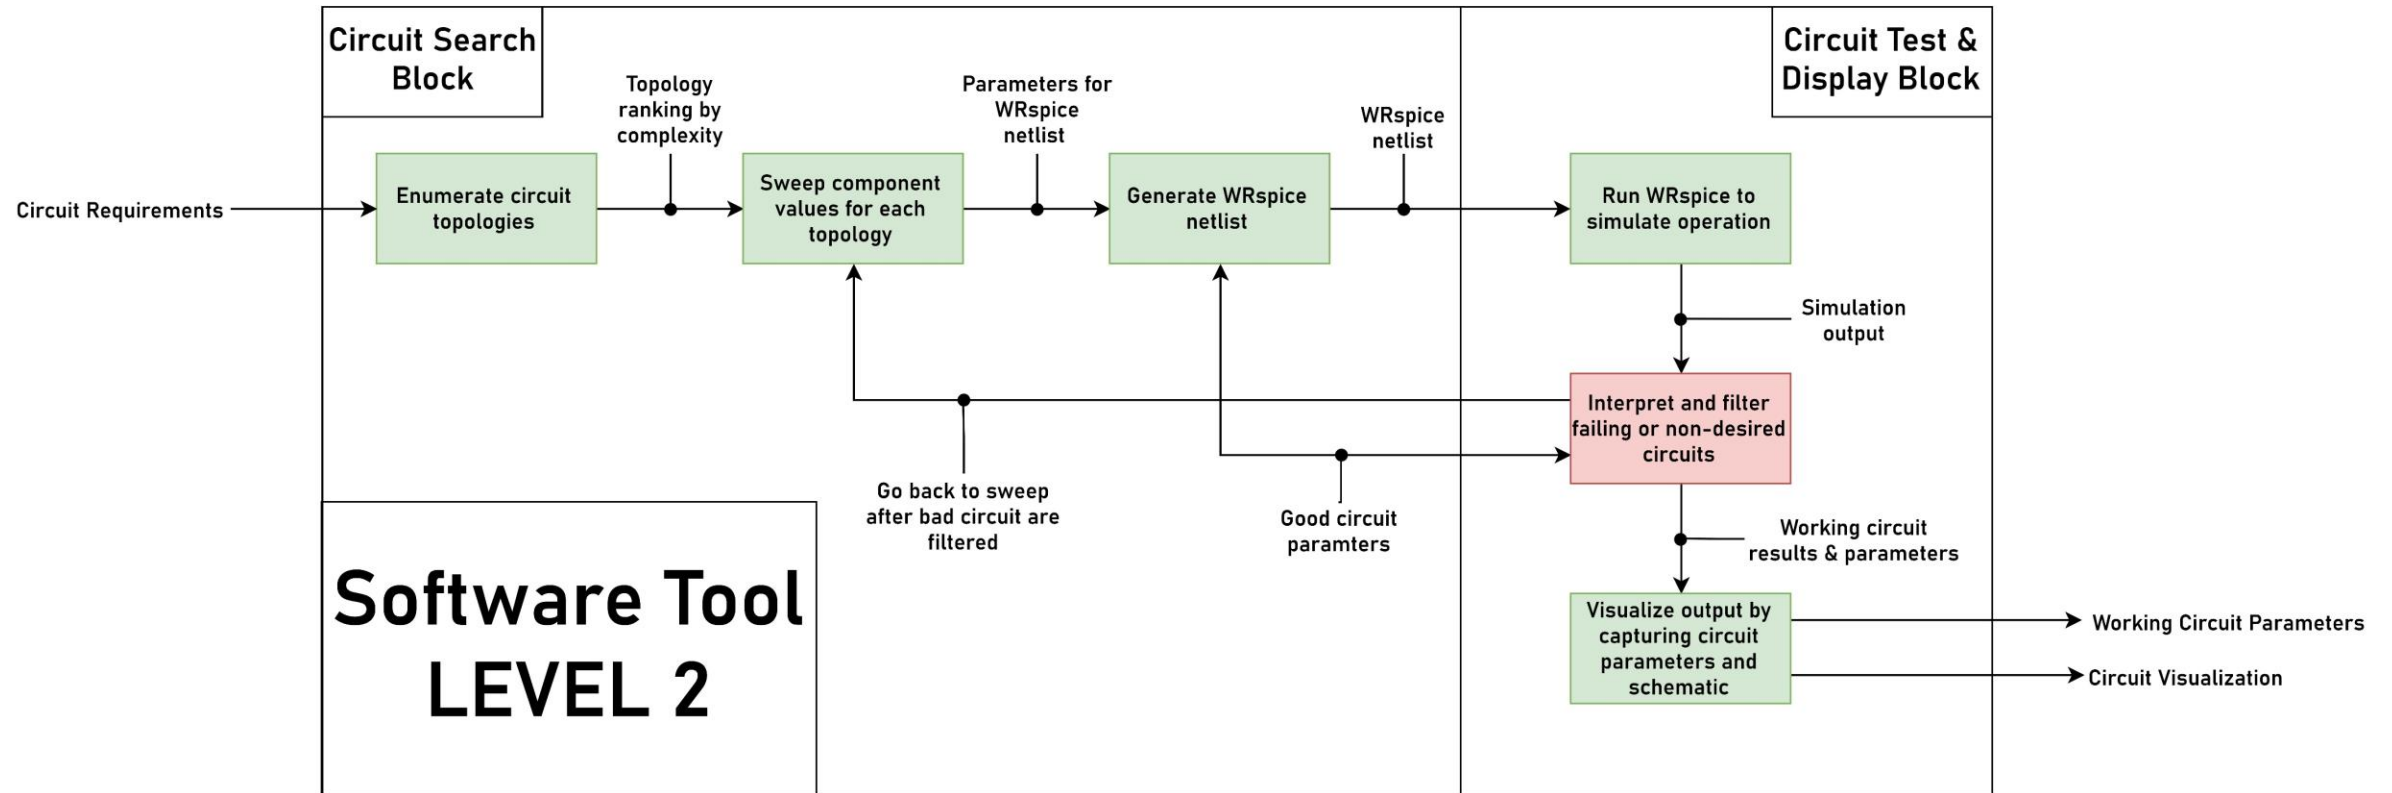 Circuit Search
Block
Circuit Test &
Display Block
Topology
ranking by
complexity
Parameters for
WRspice
netlist
WRspice
netlist
Circuit Requirements
Enumerate circuit
topologies
Sweep component
values for each
topology
Generate WRspice
netlist
Run WRspice to
simulate operation
Simulation
output
Interpret and filter
failing or non-desired
circuits
Go back to sweep
after bad circuit are
filtered
Good circuit
paramters
Working circuit
results & parameters
Software Tool
LEVEL 2
Visualize output by
capturing circuit
parameters and
schematic
Working Circuit Parameters
Circuit Visualization